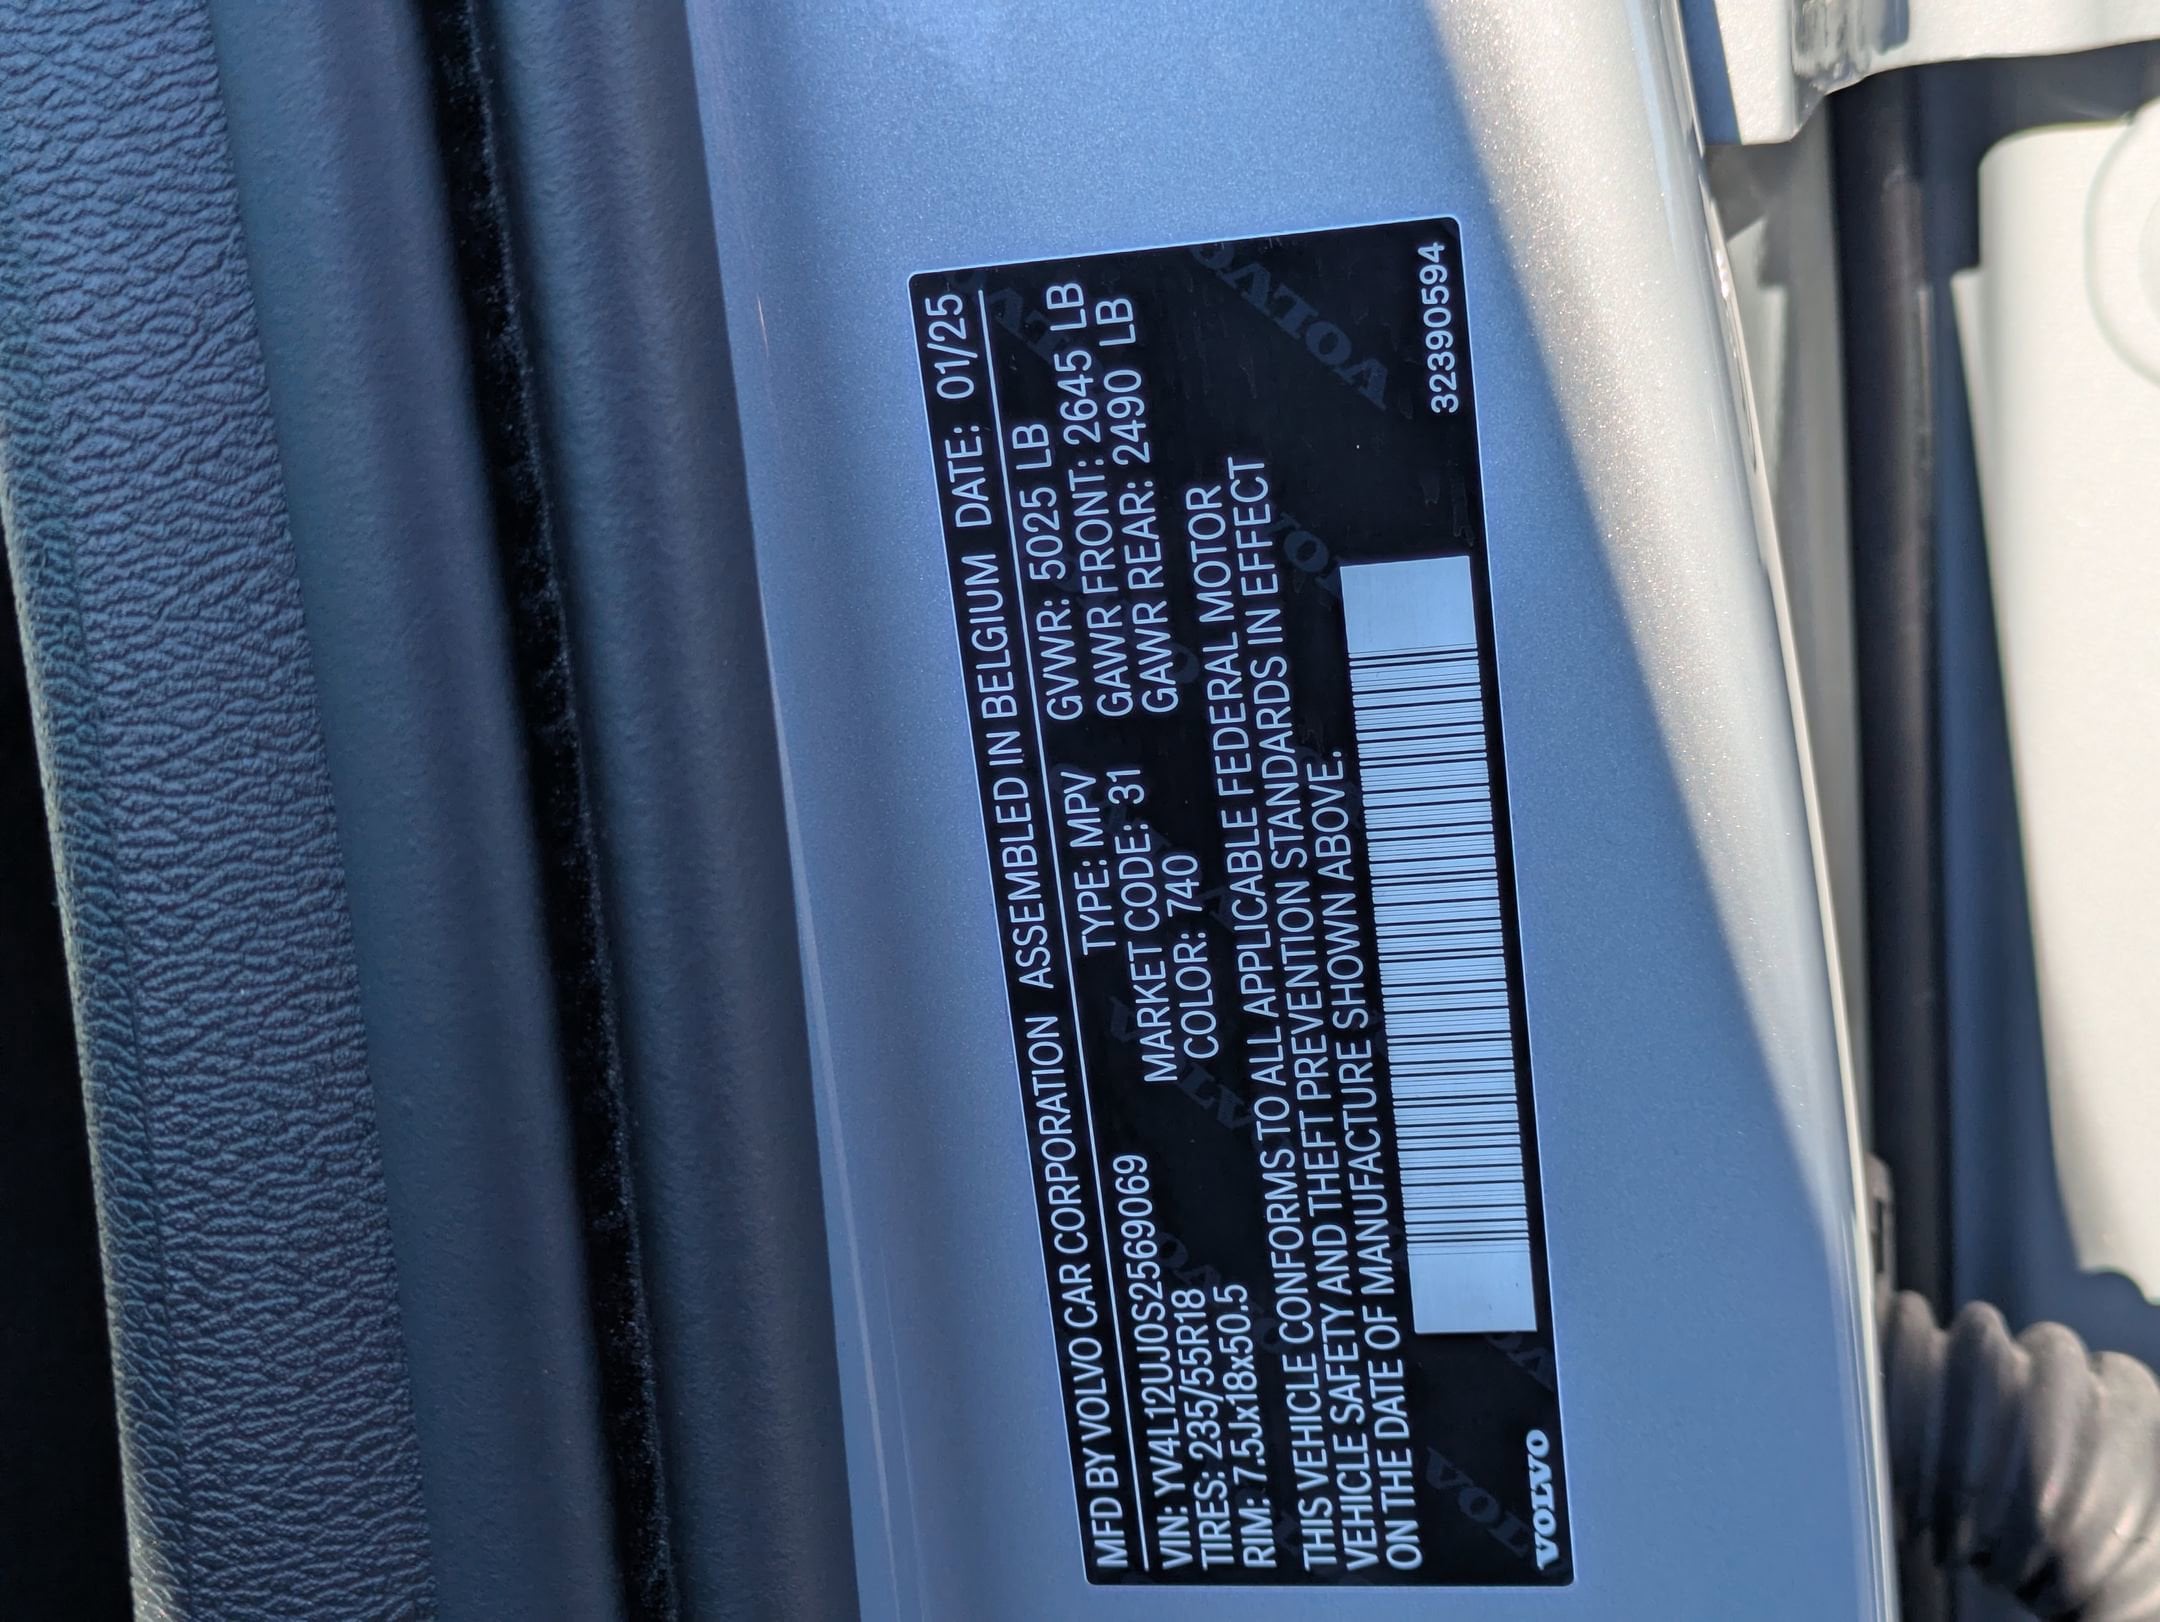 MFD BY VOLVO CAR CORPORATION ASSEMBLED IN BELGIUM DATE: 01/25
VIN: YV4L12UJ0S2569069 TYPE: MPV GVWR: 5025 LB
TIRES: 235/55R18 MARKET CODE: 31 GAWR FRONT: 2645 LB
RIM: 7.5Jx18x50.5 COLOR: 740 GAWR REAR: 2490 LB
THIS VEHICLE CONFORMS TO ALL APPLICABLE FEDERAL MOTOR
VEHICLE SAFETY AND THEFT PREVENTION STANDARDS IN EFFECT
ON THE DATE OF MANUFACTURE SHOWN ABOVE.
VOLVO 32390594